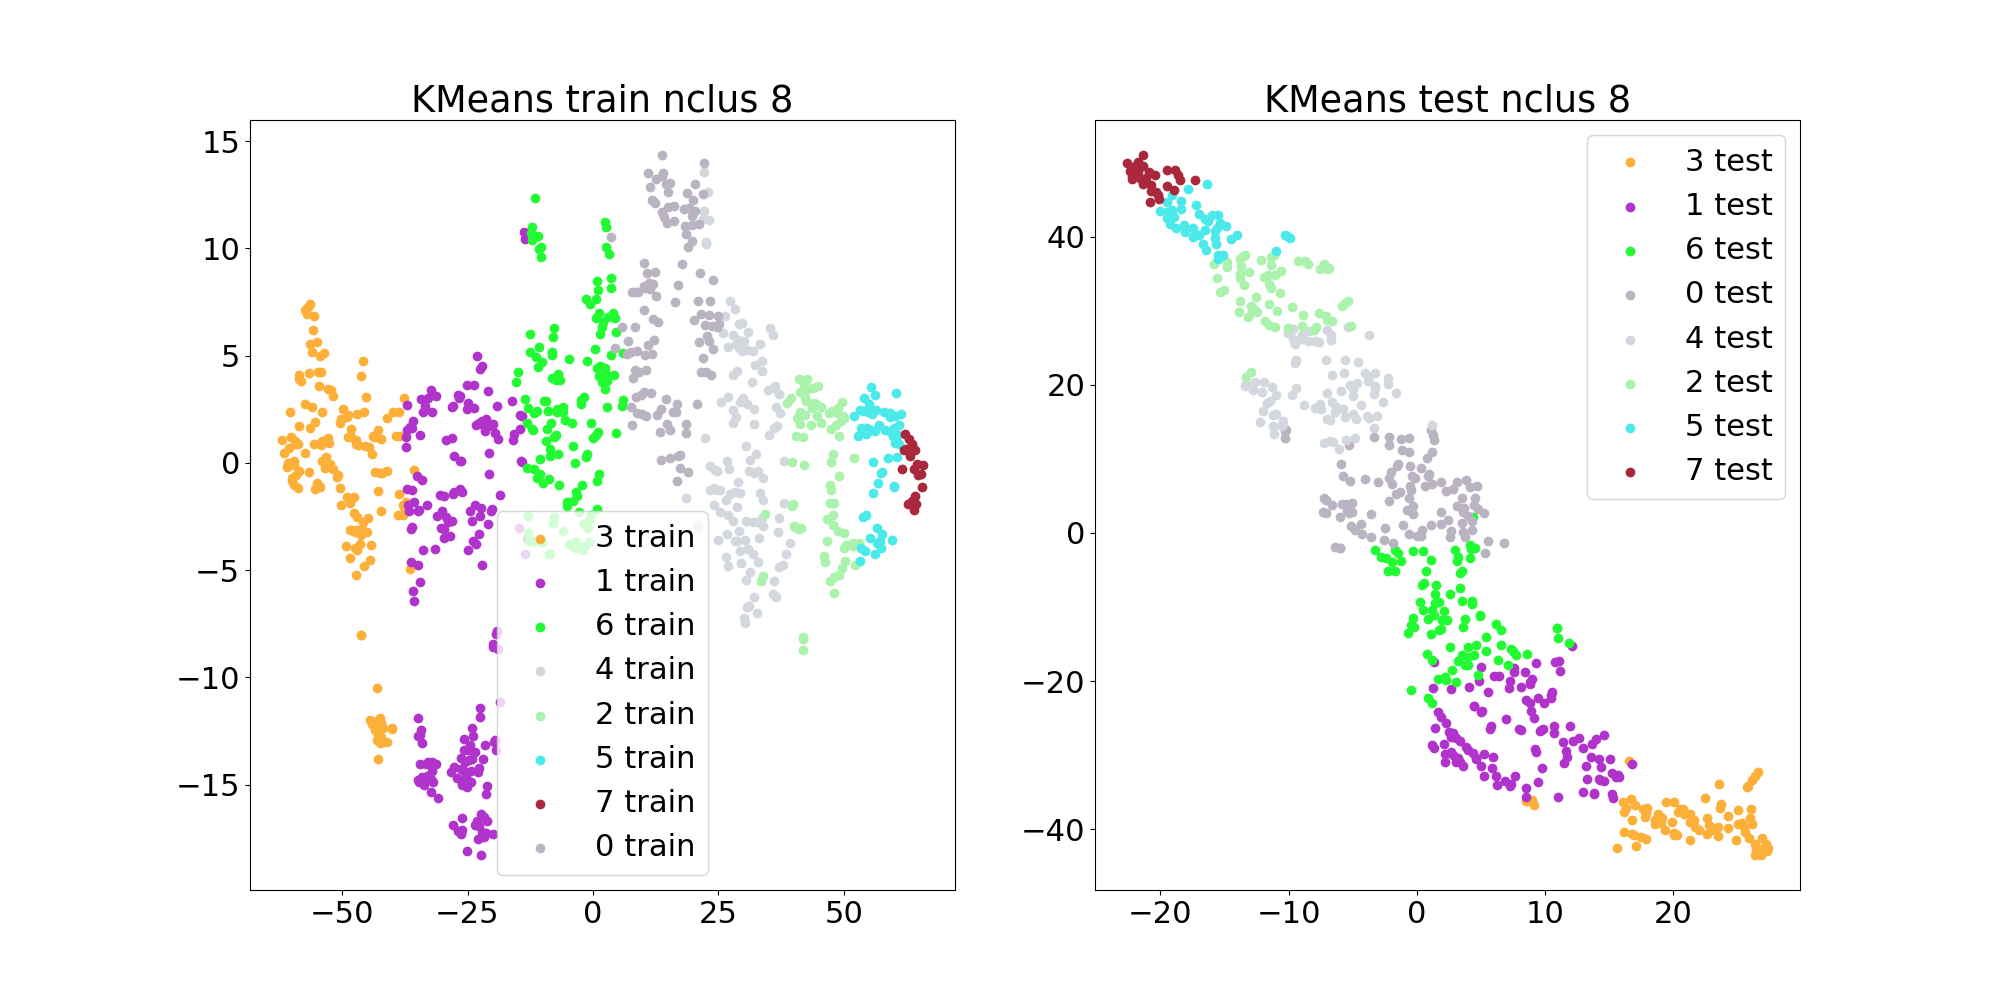 KMeans train nclus 8
15
10
5
0
−5
−10
−15
−50
−25
0
25
50
3 train
1 train
6 train
4 train
2 train
5 train
7 train
0 train
KMeans test nclus 8
40
20
0
−20
−40
−20
−10
0
10
20
3 test
1 test
6 test
0 test
4 test
2 test
5 test
7 test